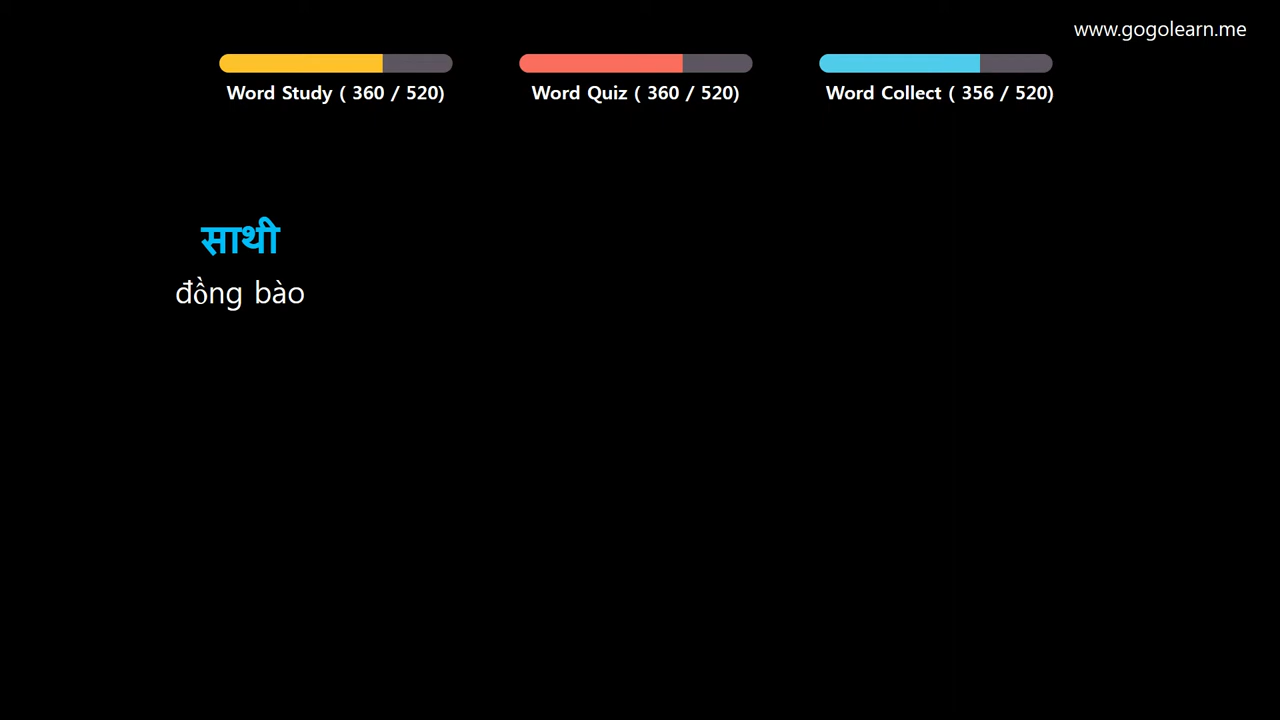 www.gogolearn.me
Word Study ( 360 / 520)
Word Quiz ( 360 / 520)
Word Collect ( 356 / 520)
साथी
đồng bào